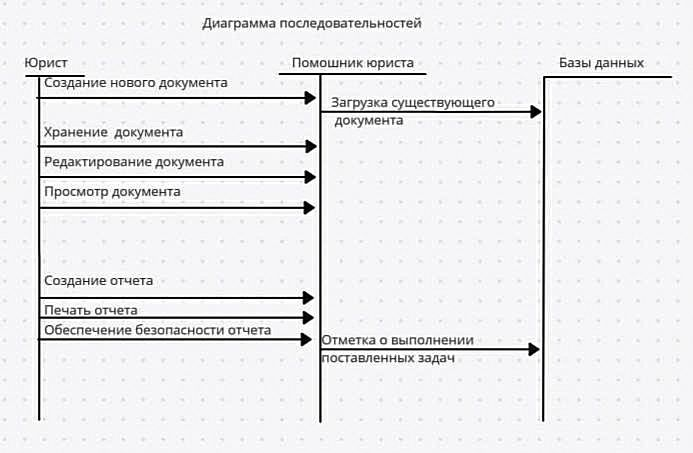 Диаграмма последовательностей
Юрист
Помошник юриста
Базы данных
Создание нового документа
Загрузка существующего
документа
Хранение документа
Редактирование документа
Просмотр документа
Создание отчета
Печать отчета
Обеспечение безопасности отчета
Отметка о выполнении
поставленных задач